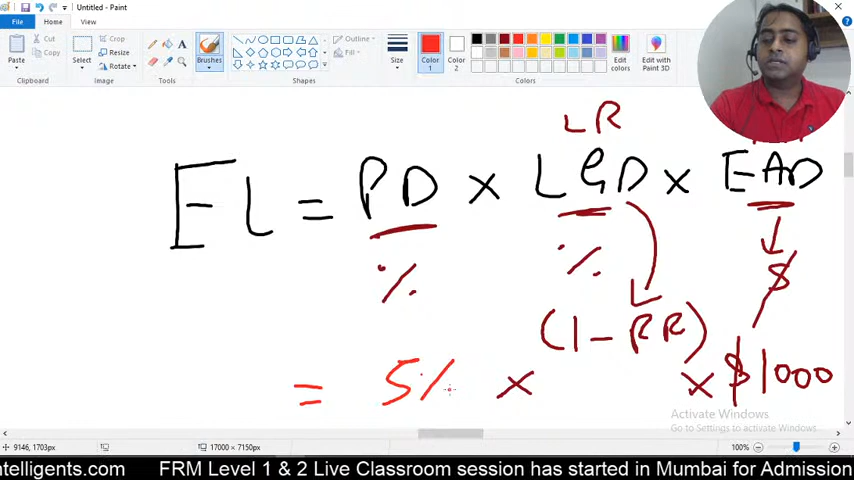 Untitled - Paint
File Home View
Paste Cut Copy Clipboard
Select Crop Resize Rotate Image
Tools
Brushes
Outline Fill Shapes
Size
Color 1 Color 2
Edit colors Edit with Paint 3D
Colors
LR
EL = PD × LGD × EAD
% % $
(1 - RR)
= 5% × × $1000
Activate Windows
Go to Settings to activate Windows.
9146, 1703px 17000 × 7150px 100%
ntelligents.com FRM Level 1 & 2 Live Classroom session has started in Mumbai for Admission